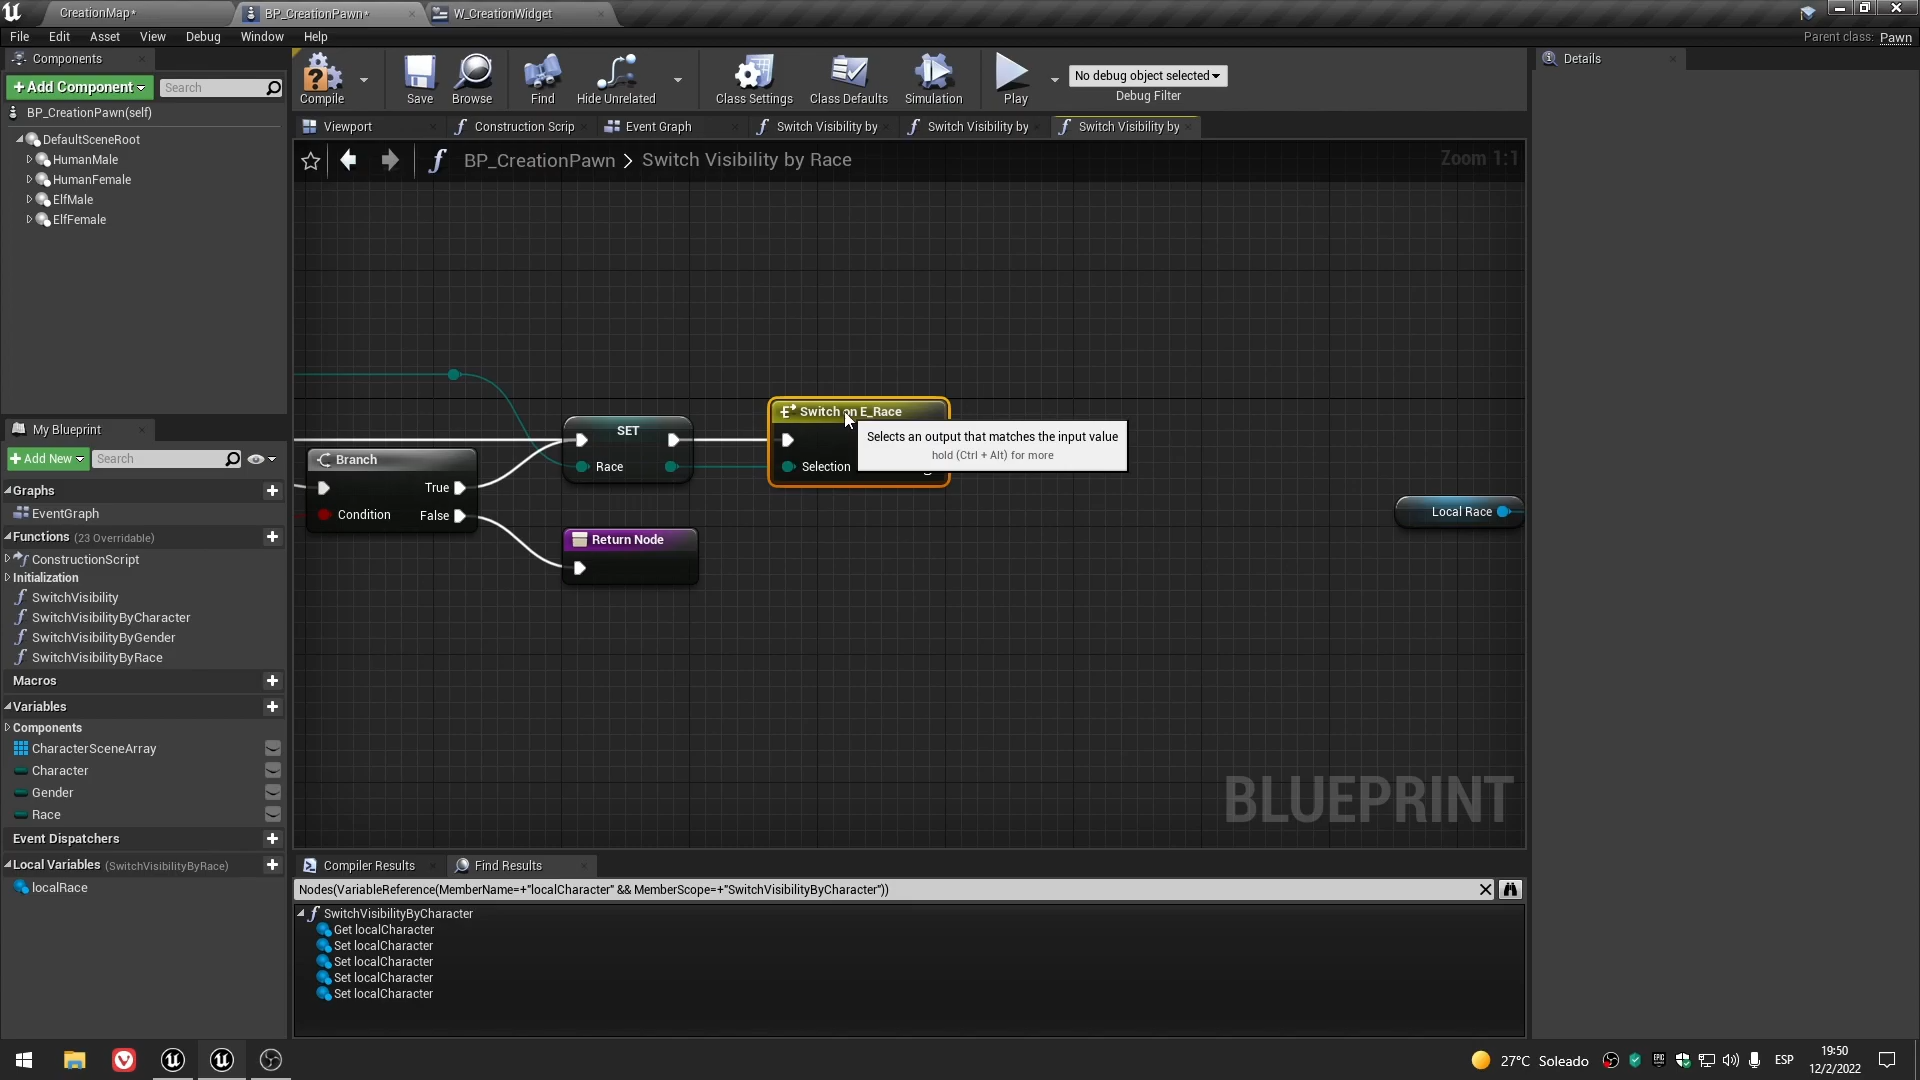 CreationMap*
BP_CreationPawn*
W_CreationWidget
File Edit Asset View Debug Window Help
Parent class: Pawn
Components
+Add Component
Search
BP_CreationPawn(self)
DefaultSceneRoot
HumanMale
HumanFemale
ElfMale
ElfFemale
Compile
Save
Browse
Find
Hide Unrelated
Class Settings
Class Defaults
Simulation
Play
No debug object selected
Debug Filter
Details
Viewport
Construction Scrip
Event Graph
Switch Visibility by
Switch Visibility by
Switch Visibility by
BP_CreationPawn > Switch Visibility by Race
Zoom 1:1
Branch
True
Condition
False
SET
Race
Return Node
Switch on E_Race
Selection
Selects an output that matches the input value
hold (Ctrl + Alt) for more
Local Race
BLUEPRINT
My Blueprint
+Add New
Search
Graphs
EventGraph
Functions (23 Overridable)
ConstructionScript
Initialization
SwitchVisibility
SwitchVisibilityByCharacter
SwitchVisibilityByGender
SwitchVisibilityByRace
Macros
Variables
Components
CharacterSceneArray
Character
Gender
Race
Event Dispatchers
Local Variables (SwitchVisibilityByRace)
localRace
Compiler Results
Find Results
Nodes(VariableReference(MemberName=+"localCharacter" && MemberScope=+"SwitchVisibilityByCharacter"))
SwitchVisibilityByCharacter
Get localCharacter
Set localCharacter
Set localCharacter
Set localCharacter
Set localCharacter
27°C Soleado
ESP
19:50
12/2/2022